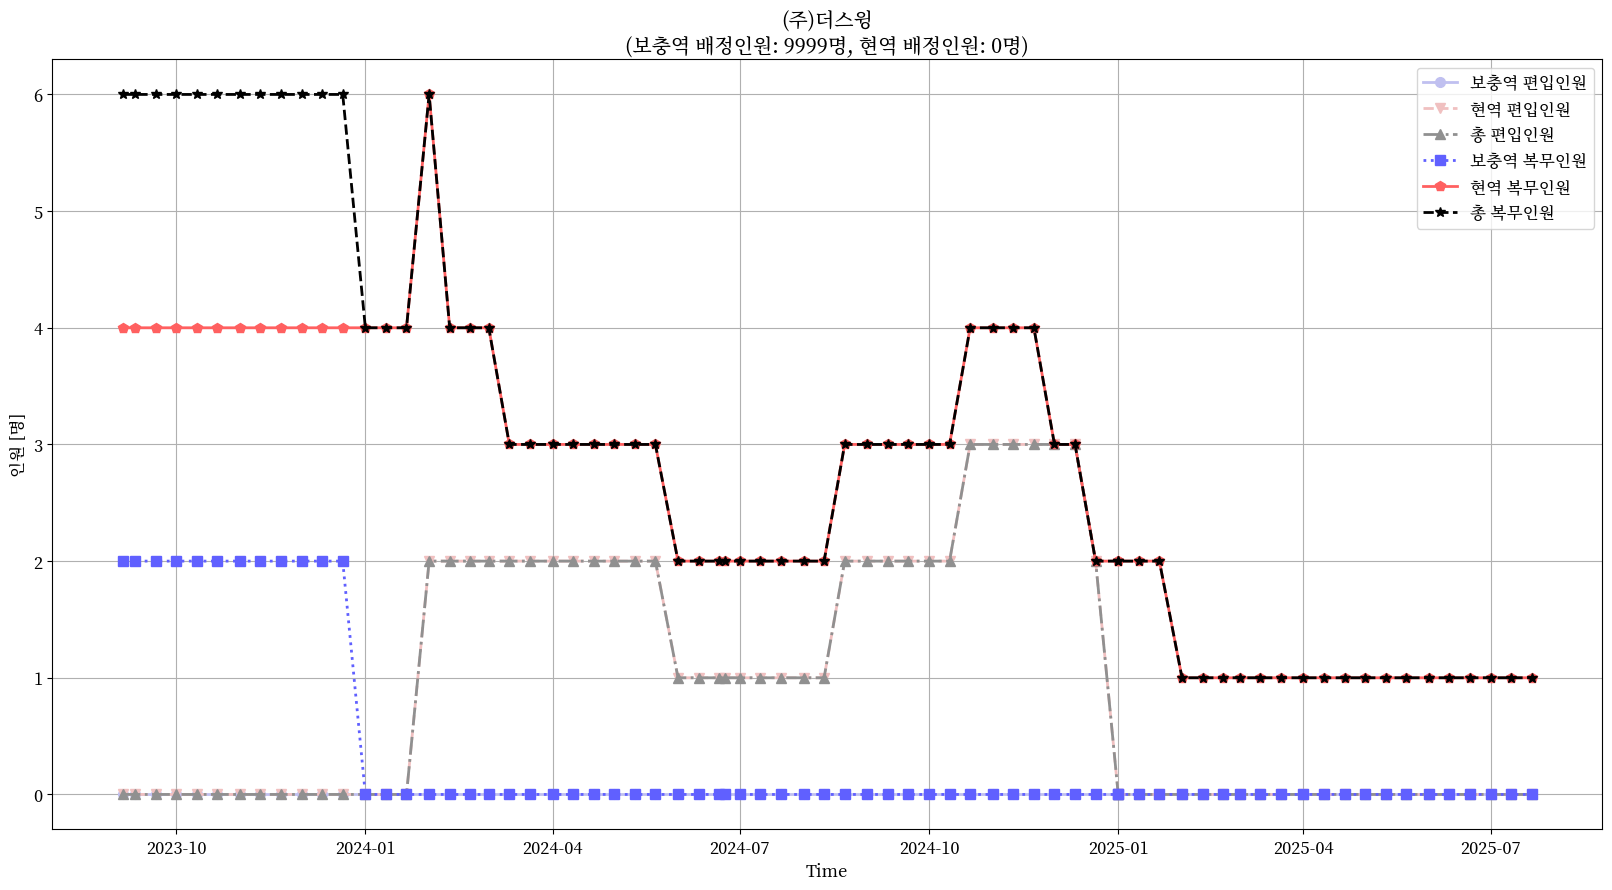 (주)더스윙
(보충역 배정인원: 9999명, 현역 배정인원: 0명)
보충역 편입인원
현역 편입인원
총 편입인원
보충역 복무인원
현역 복무인원
총 복무인원
인원 [명]
6
5
4
3
2
1
0
2023-10
2024-01
2024-04
2024-07
2024-10
2025-01
2025-04
2025-07
Time